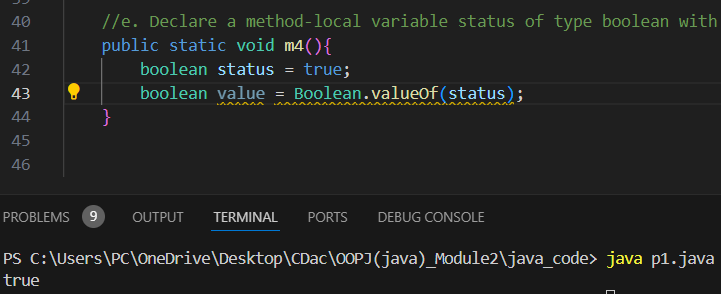 40 //e. Declare a method-local variable status of type boolean with
41 public static void m4(){
42 boolean status = true;
43 boolean value = Boolean.valueOf(status);
44 }
45
46
PROBLEMS 9 OUTPUT TERMINAL PORTS DEBUG CONSOLE
PS C:\Users\PC\OneDrive\Desktop\CDac\OOPJ(java)_Module2\java_code> java p1.java
true